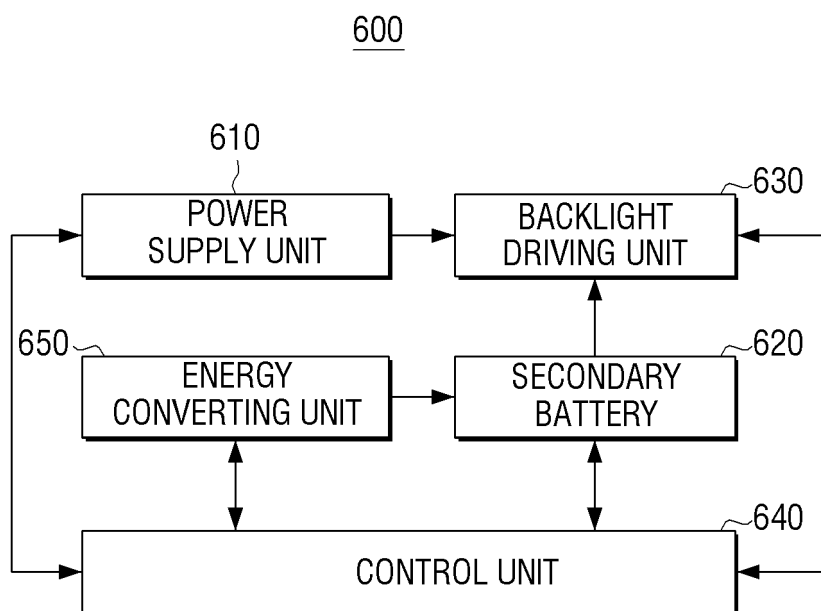 600
610
POWER
SUPPLY UNIT
630
BACKLIGHT
DRIVING UNIT
650
ENERGY
CONVERTING UNIT
620
SECONDARY
BATTERY
640
CONTROL UNIT